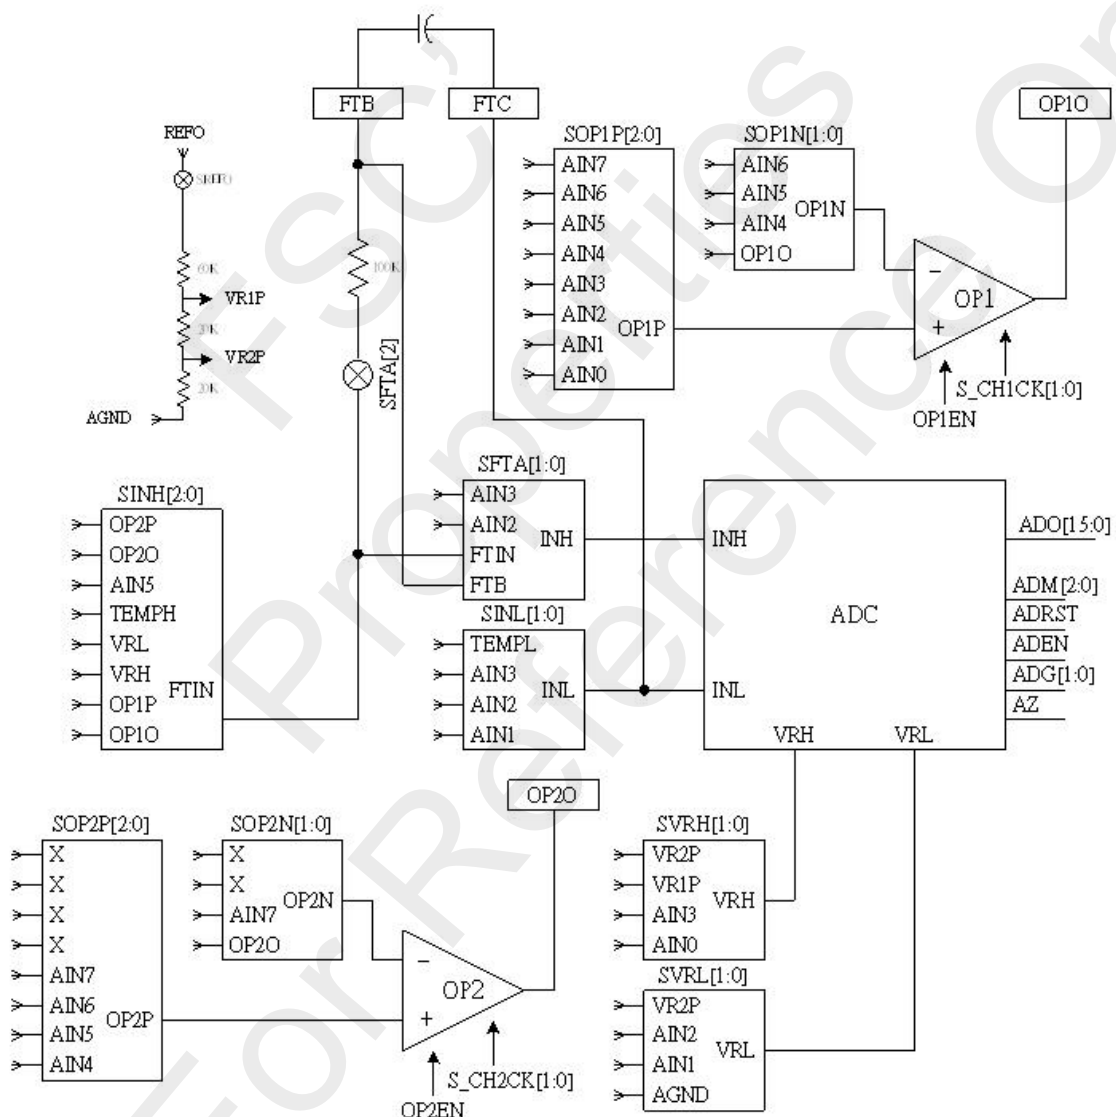 FTB
FTC
OP1O
REFO
SREFO
60K
VR1P
20K
VR2P
20K
AGND
100K
SFTA[2]
SOP1P[2:0]
AIN7
AIN6
AIN5
AIN4
AIN3
AIN2
AIN1
AIN0
OP1P
SOP1N[1:0]
AIN6
AIN5
AIN4
OP1O
OP1N
OP1
S_CH1CK[1:0]
OP1EN
SINH[2:0]
OP2P
OP2O
AIN5
TEMPH
VRL
VRH
OP1P
OP1O
FTIN
SFTA[1:0]
AIN3
AIN2
FTIN
FTB
INH
SINL[1:0]
TEMPL
AIN3
AIN2
AIN1
INL
INH
ADC
INL
VRH
VRL
ADO[15:0]
ADM[2:0]
ADRST
ADEN
ADG[1:0]
AZ
OP2O
SOP2P[2:0]
X
X
X
X
AIN7
AIN6
AIN5
AIN4
OP2P
SOP2N[1:0]
X
X
AIN7
OP2O
OP2N
OP2
S_CH2CK[1:0]
OP2EN
SVRH[1:0]
VR2P
VR1P
AIN3
AIN0
VRH
SVRL[1:0]
VR2P
AIN2
AIN1
AGND
VRL
FSC'
Properties
For Reference On